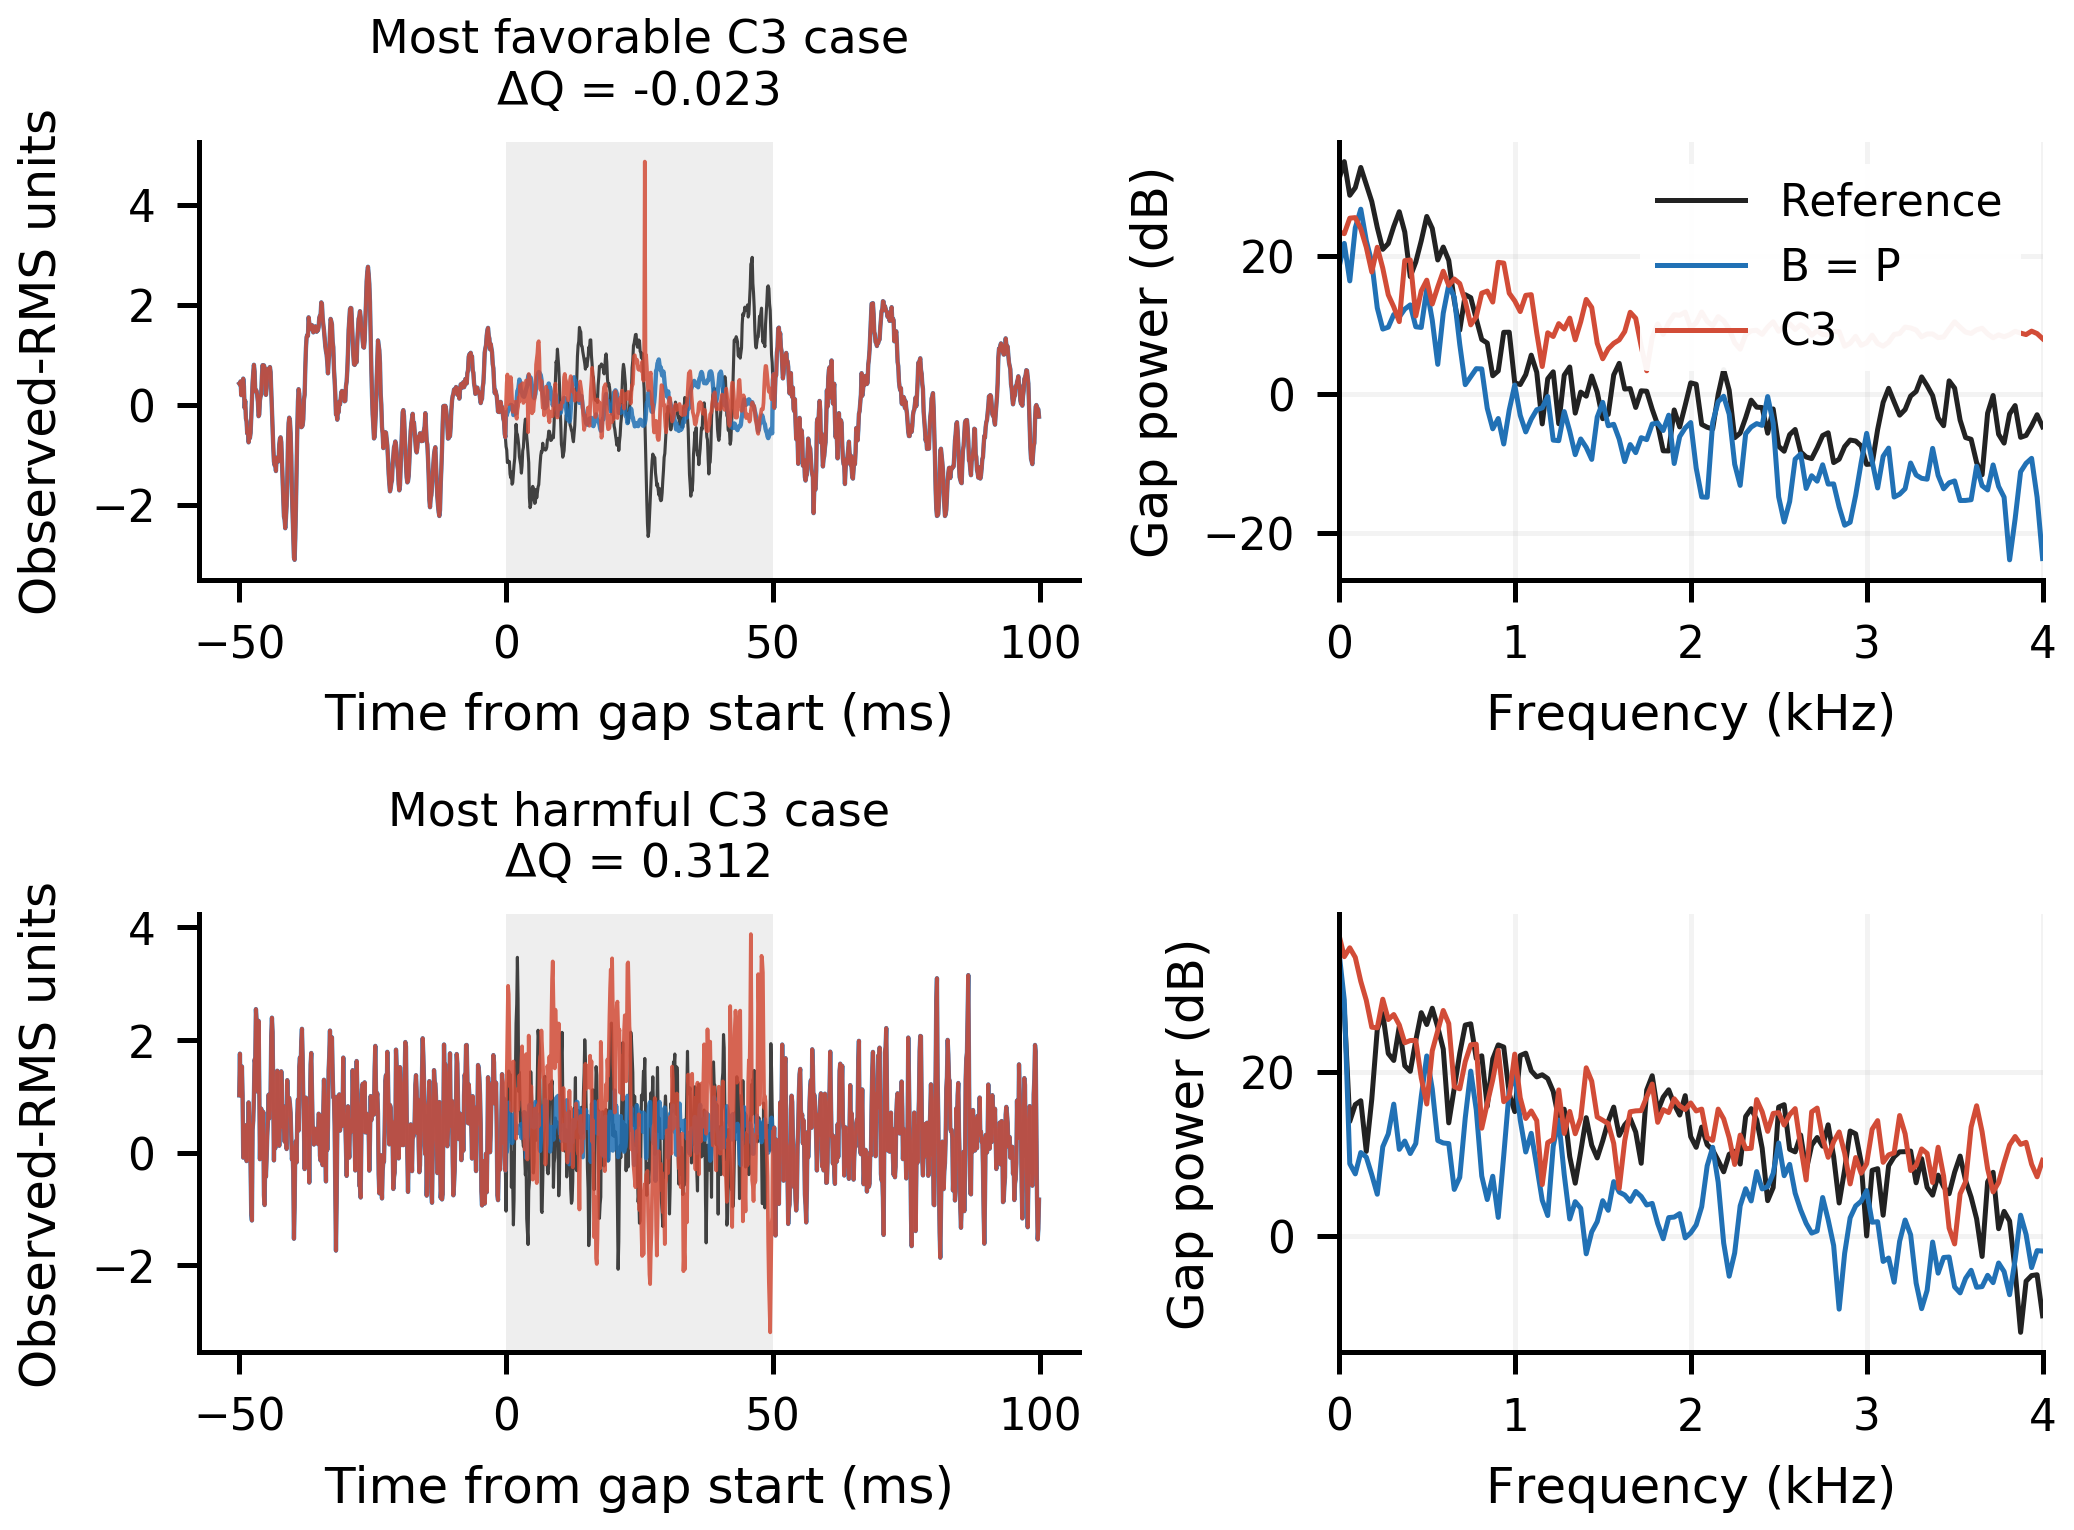 Most favorable C3 case
ΔQ = -0.023
Observed-RMS units
4
2
0
−2
−50
0
50
100
Time from gap start (ms)
Gap power (dB)
20
0
−20
Reference
B = P
C3
0
1
2
3
4
Frequency (kHz)
Most harmful C3 case
ΔQ = 0.312
Observed-RMS units
4
2
0
−2
−50
0
50
100
Time from gap start (ms)
Gap power (dB)
20
0
0
1
2
3
4
Frequency (kHz)